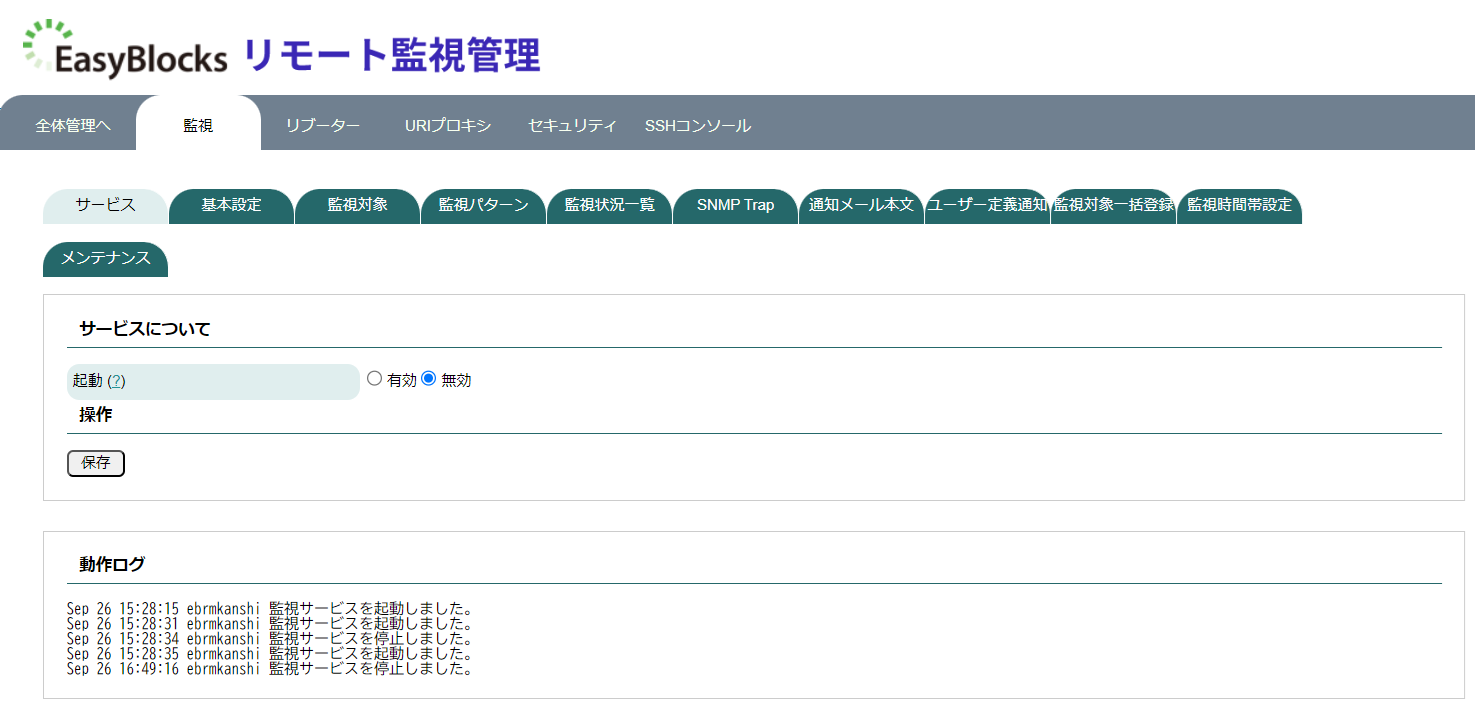 EasyBlocks リモート監視管理
全体管理へ 監視 リブーター URIプロキシ セキュリティ SSHコンソール
サービス 基本設定 監視対象 監視パターン 監視状況一覧 SNMP Trap 通知メール本文 ユーザー定義通知 監視対象一括登録 監視時間帯設定
メンテナンス
サービスについて
起動 (?) 有効 無効
操作
保存
動作ログ
Sep 26 15:28:15 ebrmkanshi 監視サービスを起動しました。
Sep 26 15:28:31 ebrmkanshi 監視サービスを起動しました。
Sep 26 15:28:34 ebrmkanshi 監視サービスを停止しました。
Sep 26 15:28:35 ebrmkanshi 監視サービスを起動しました。
Sep 26 16:49:16 ebrmkanshi 監視サービスを停止しました。